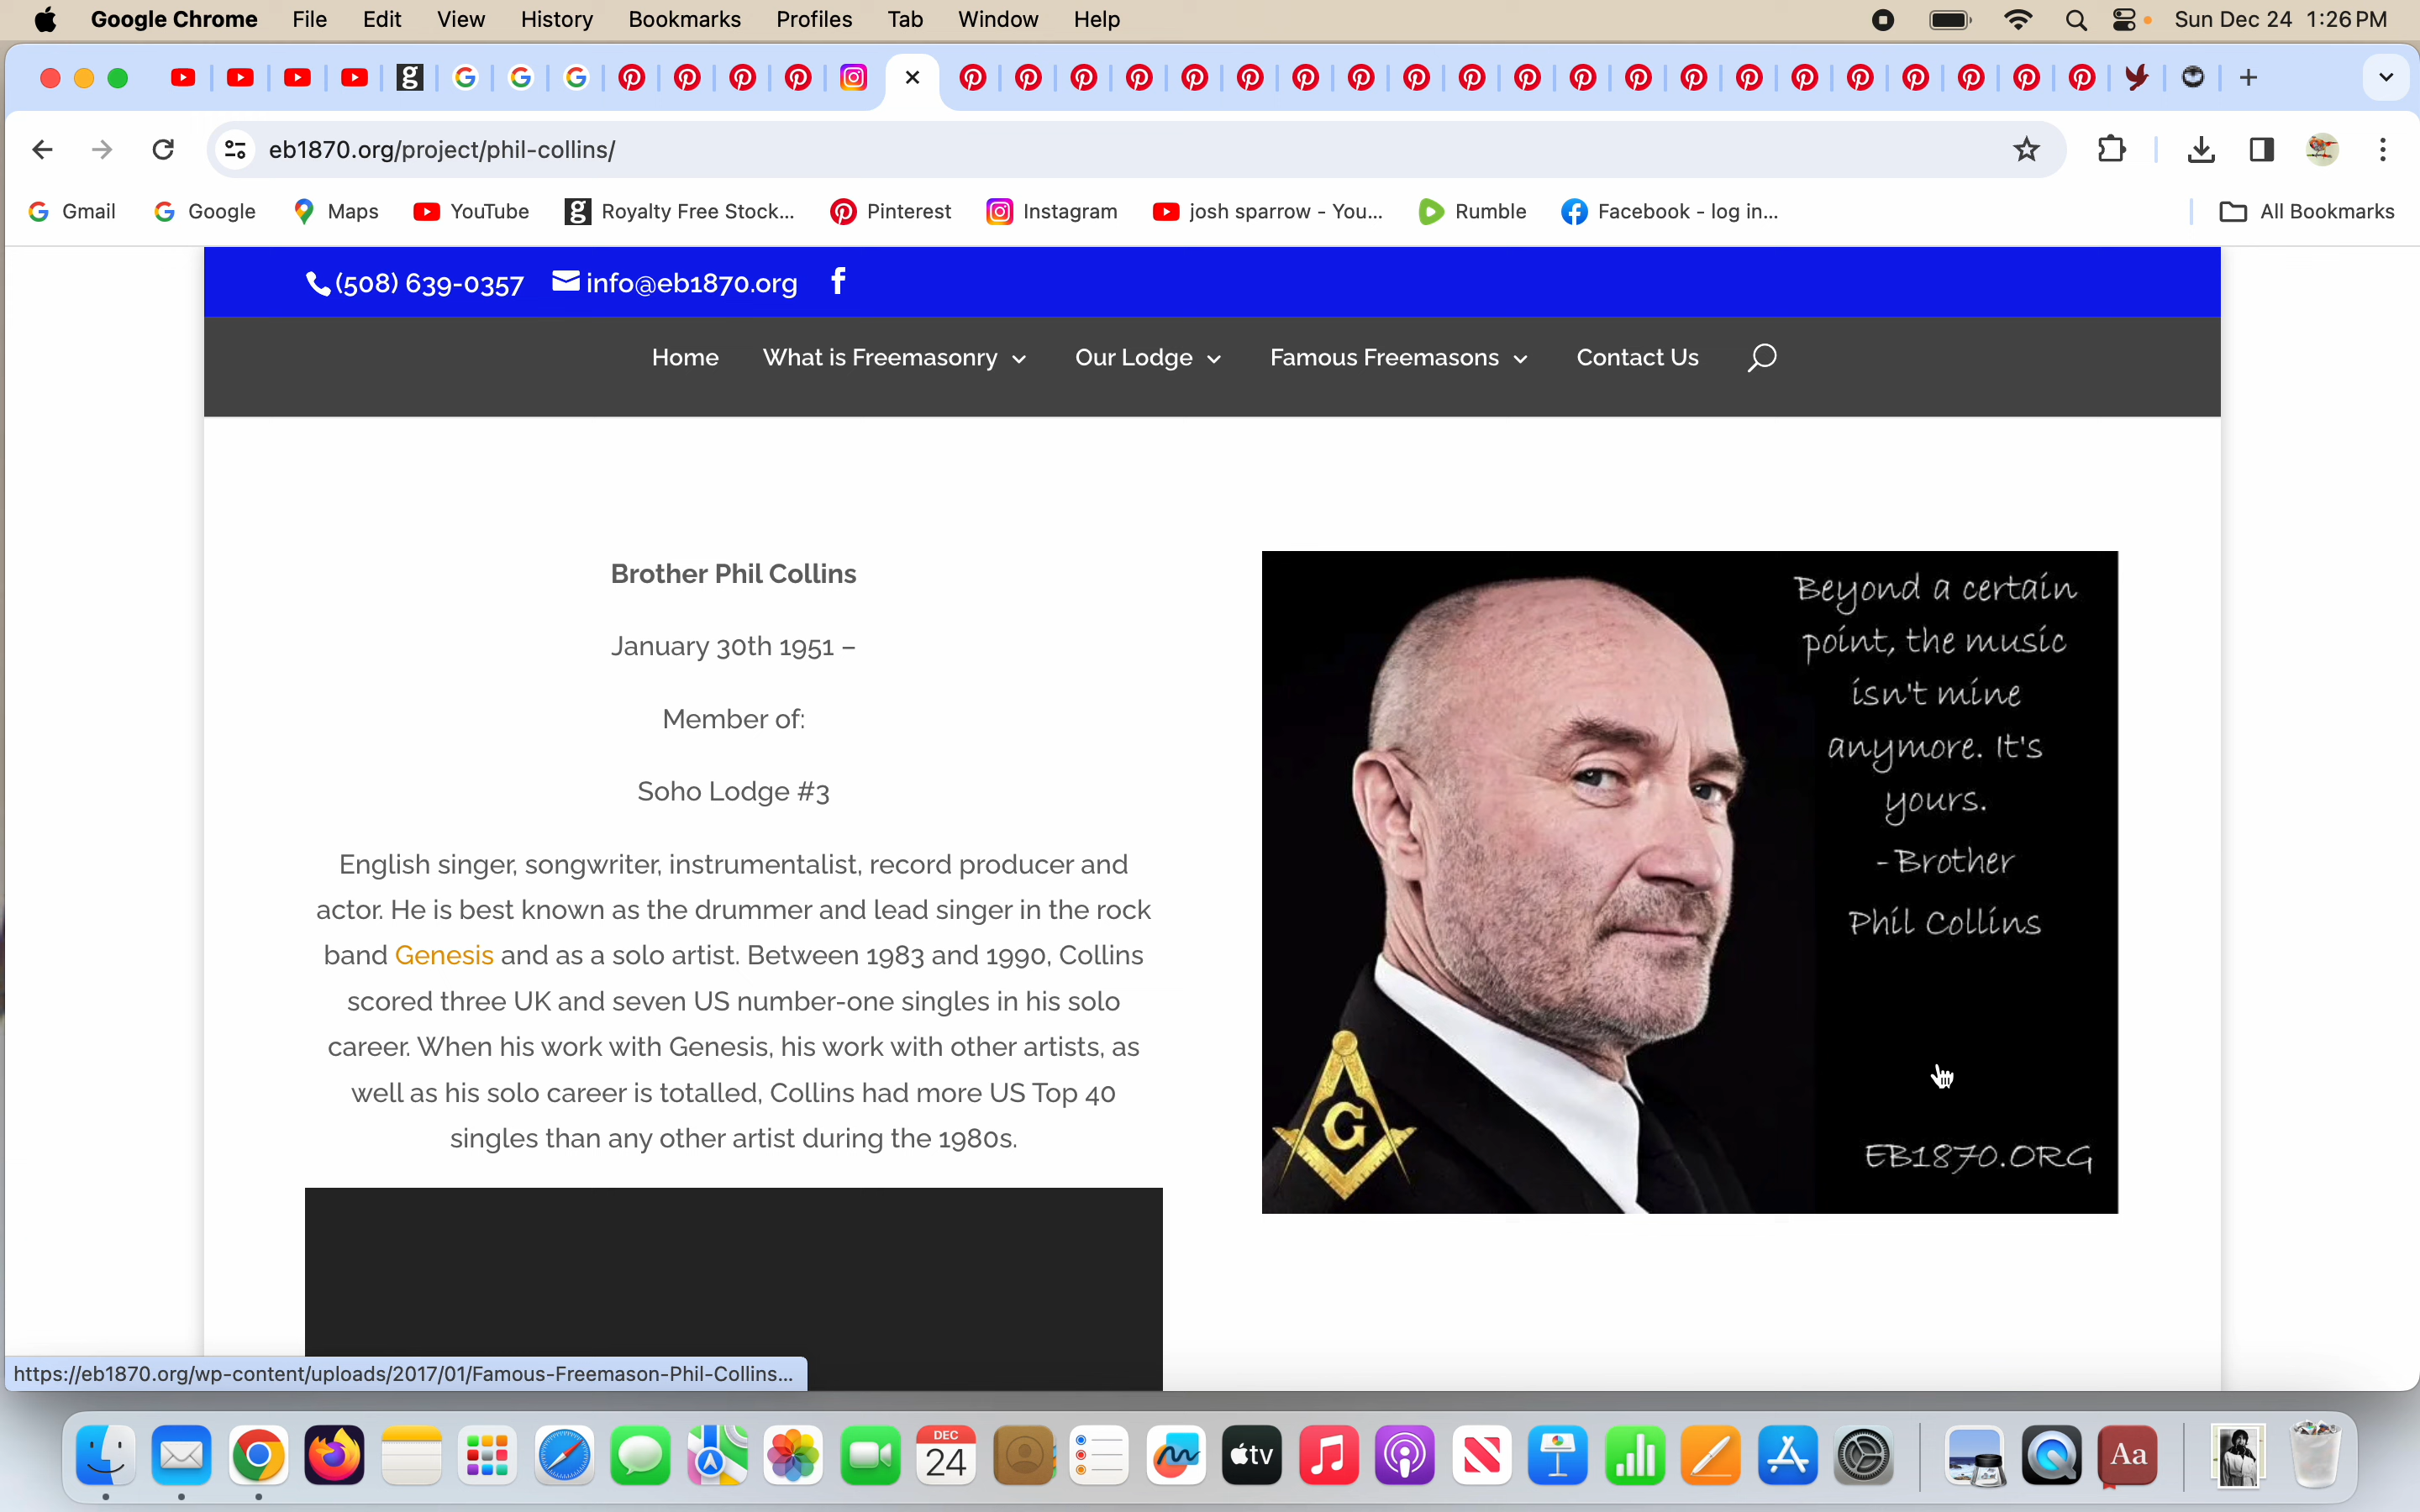 Google Chrome File Edit View History Bookmarks Profiles Tab Window Help Sun Dec 24 1:26 PM
eb1870.org/project/phil-collins/
Gmail Google Maps YouTube Royalty Free Stock... Pinterest Instagram josh sparrow - You... Rumble Facebook - log in... All Bookmarks
(508) 639-0357 info@eb1870.org
Home What is Freemasonry Our Lodge Famous Freemasons Contact Us
Brother Phil Collins
January 30th 1951 –
Member of:
Soho Lodge #3
English singer, songwriter, instrumentalist, record producer and
actor. He is best known as the drummer and lead singer in the rock
band Genesis and as a solo artist. Between 1983 and 1990, Collins
scored three UK and seven US number-one singles in his solo
career. When his work with Genesis, his work with other artists, as
well as his solo career is totalled, Collins had more US Top 40
singles than any other artist during the 1980s.
Beyond a certain
point, the music
isn't mine
anymore. It's
yours.
- Brother
Phil Collins
G
EB1870.ORG
https://eb1870.org/wp-content/uploads/2017/01/Famous-Freemason-Phil-Collins...
DEC
24
tv
Aa